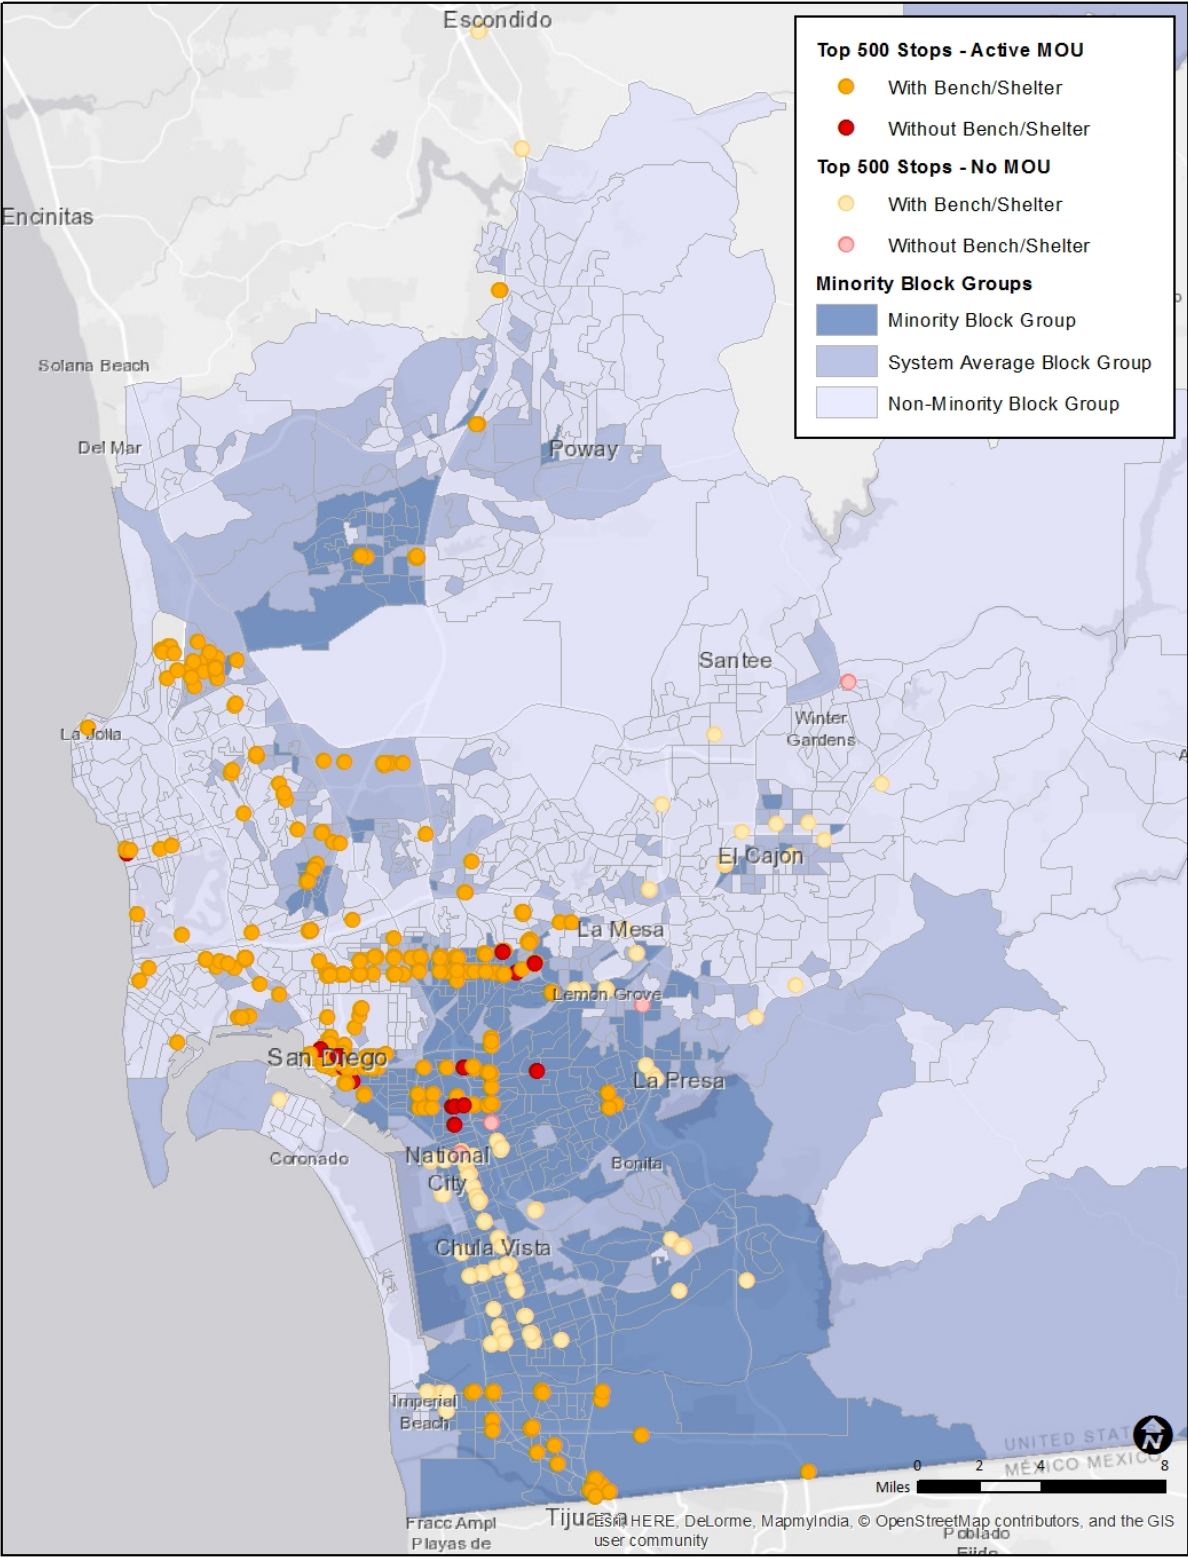 Escondido
Top 500 Stops - Active MOU
With Bench/Shelter
Without Bench/Shelter
Top 500 Stops - No MOU
With Bench/Shelter
Without Bench/Shelter
Minority Block Groups
Minority Block Group
System Average Block Group
Non-Minority Block Group
Encinitas
Solana Beach
Del Mar
Poway
Santee
Winter
Gardens
La Jolla
El Cajon
La Mesa
Lemon Grove
San Diego
La Presa
Coronado
National
City
Bonita
Chula Vista
Imperial
Beach
UNITED STAT
MÉXICO MEXICO
N
0 2 4 8
Miles
Tijuana
Esri, HERE, DeLorme, MapmyIndia, © OpenStreetMap contributors, and the GIS
user community
Fracc Ampl
Playas de
Poblado
Ejido